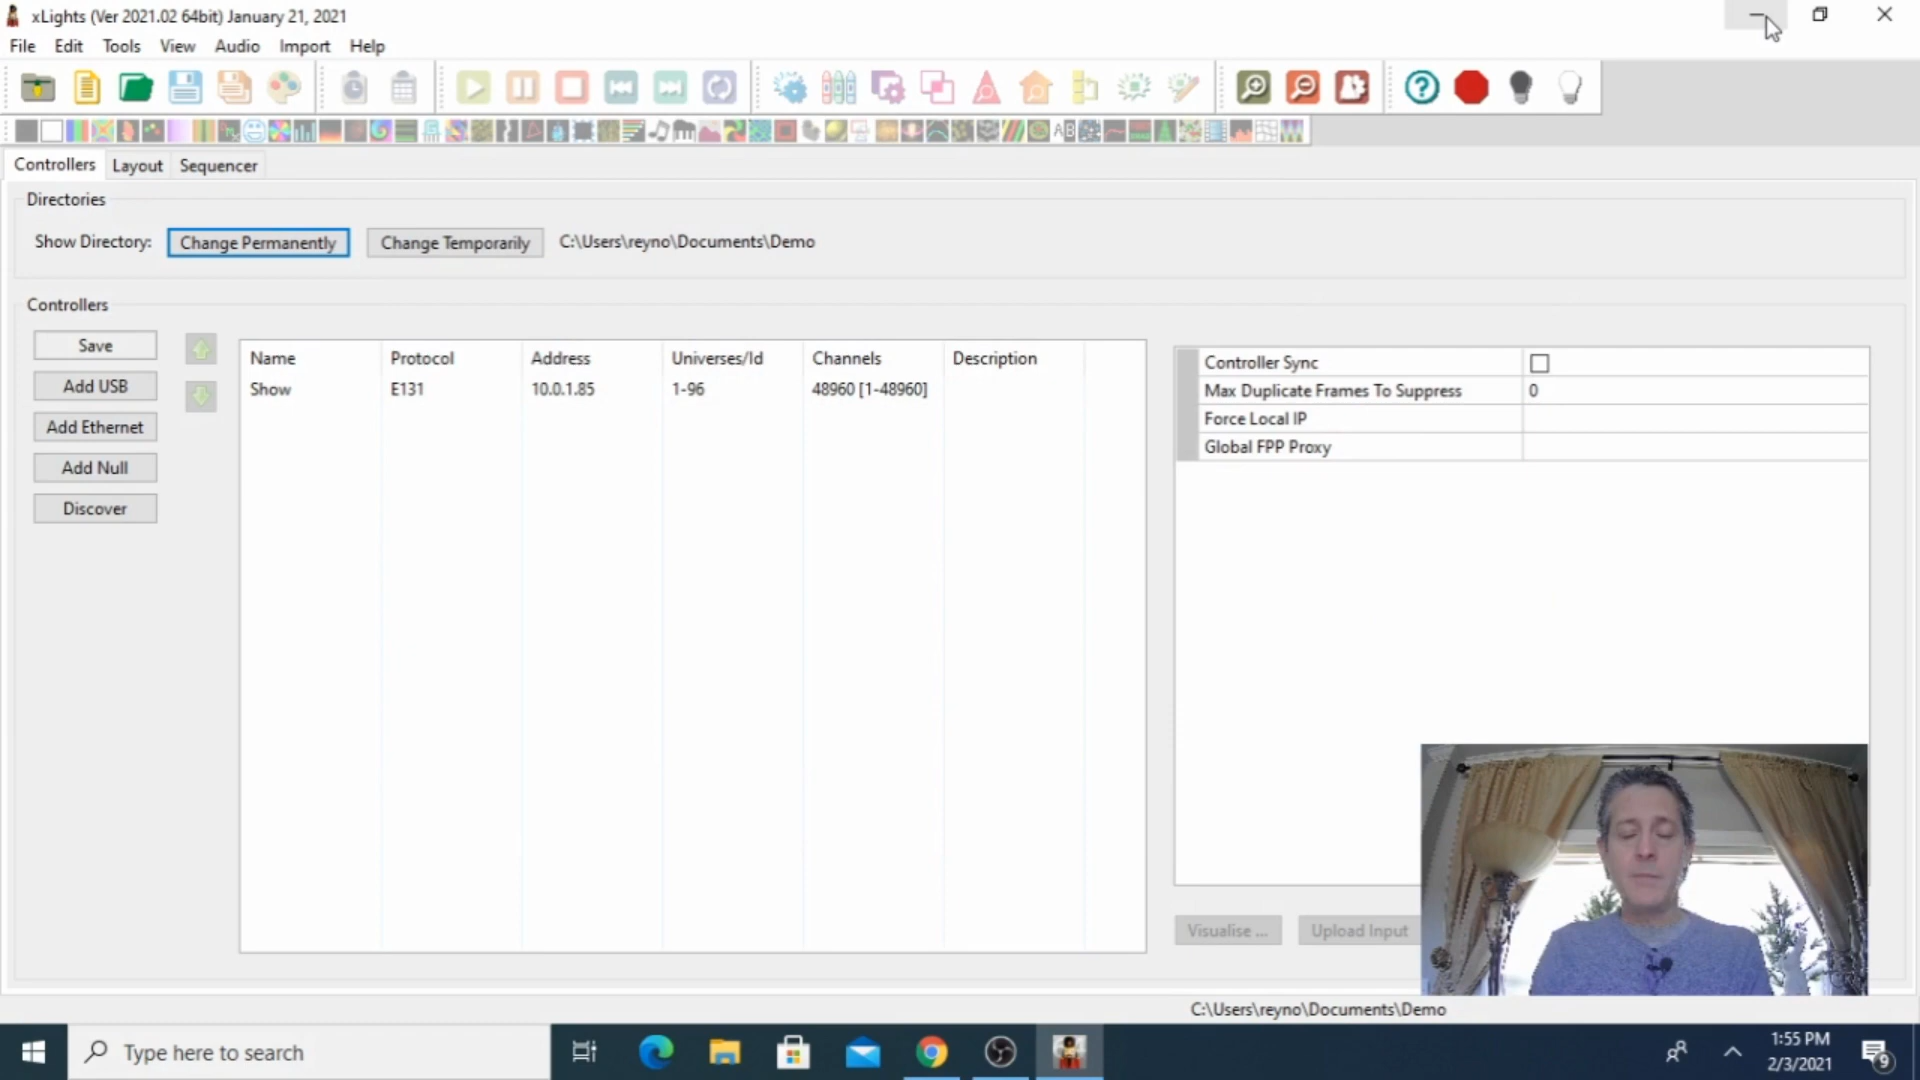 xLights (Ver 2021.02 64bit) January 21, 2021
File Edit Tools View Audio Import Help
Controllers Layout Sequencer
Directories
Show Directory: Change Permanently Change Temporarily C:\Users\reyno\Documents\Demo
Controllers
Save
Add USB
Add Ethernet
Add Null
Discover
Name Protocol Address Universes/Id Channels Description
Show E131 10.0.1.85 1-96 48960 [1-48960]
Controller Sync
Max Duplicate Frames To Suppress 0
Force Local IP
Global FPP Proxy
Visualise ... Upload Input
C:\Users\reyno\Documents\Demo
Type here to search
1:55 PM
2/3/2021
9